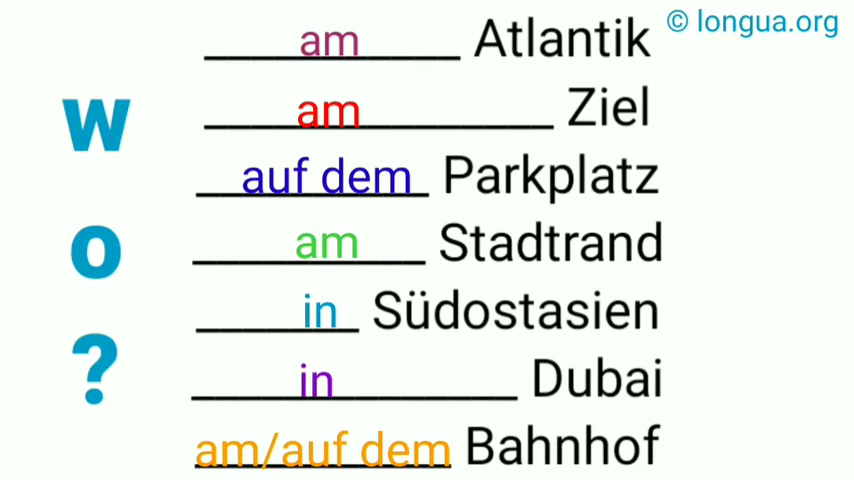 © longua.org
am Atlantik
am Ziel
auf dem Parkplatz
am Stadtrand
in Südostasien
in Dubai
am/auf dem Bahnhof
w
o
?